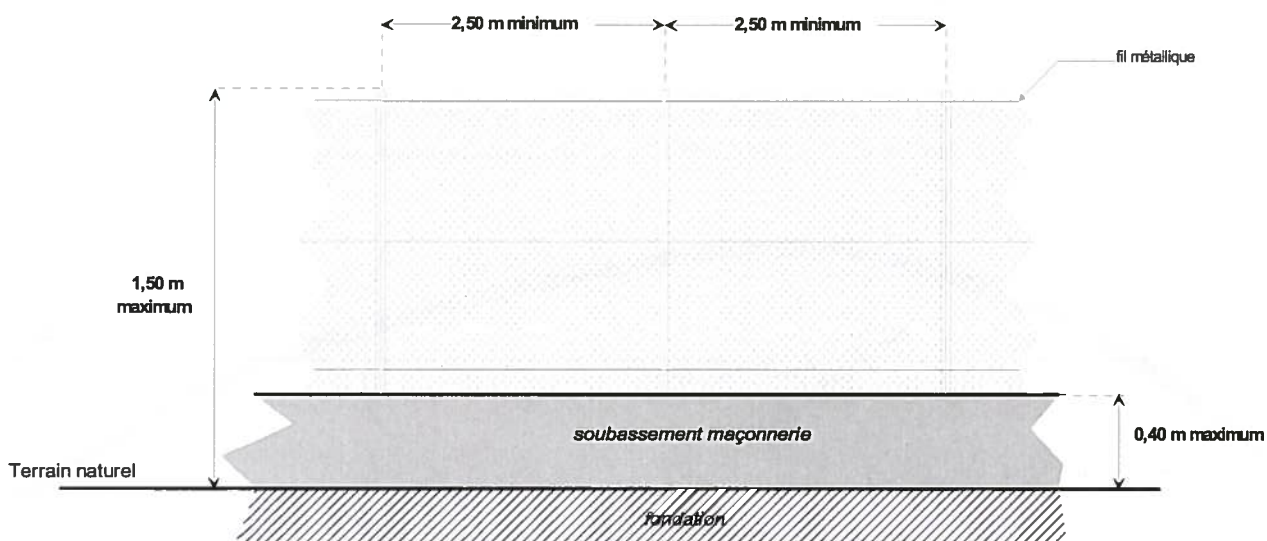 2,50 m minimum
2,50 m minimum
fil métallique
1,50 m
maximum
soubassement maçonnerie
0,40 m maximum
Terrain naturel
fondation